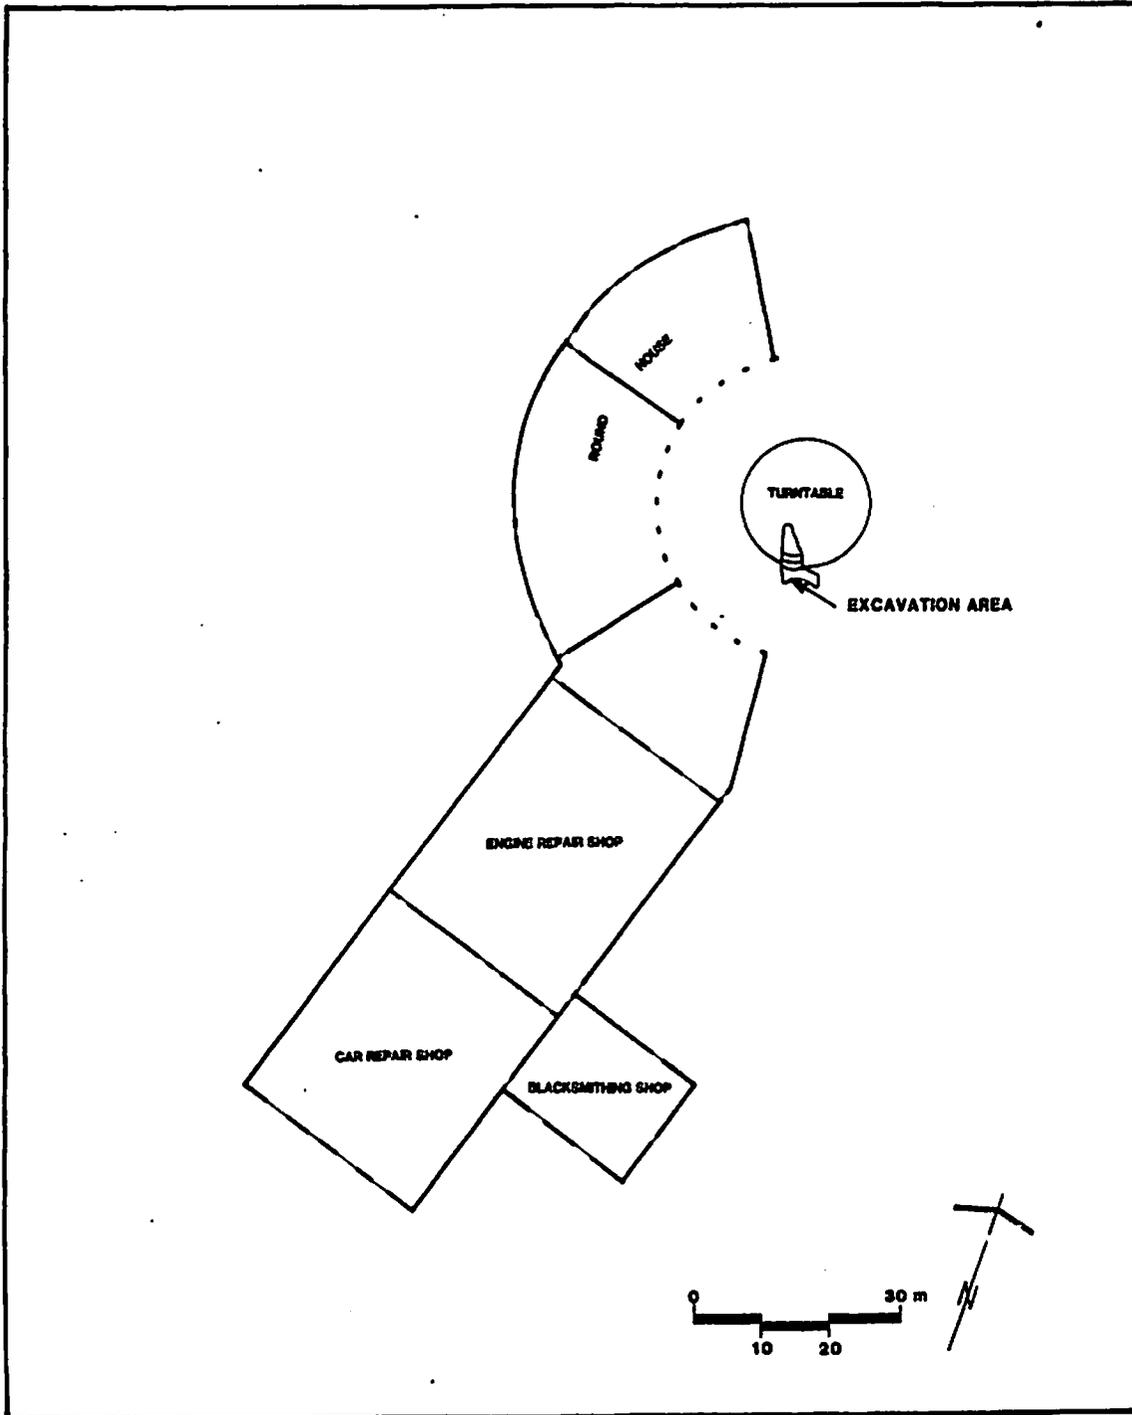 HOUSE
ROUND
TURNTABLE
EXCAVATION AREA
ENGINE REPAIR SHOP
CAR REPAIR SHOP
BLACKSMITHING SHOP
0 30 m
10 20
N